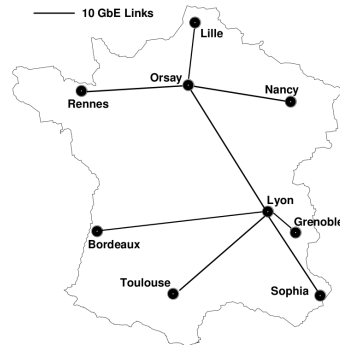 10 GbE Links
Lille
Orsay
Rennes
Nancy
Lyon
Grenoble
Bordeaux
Toulouse
Sophia